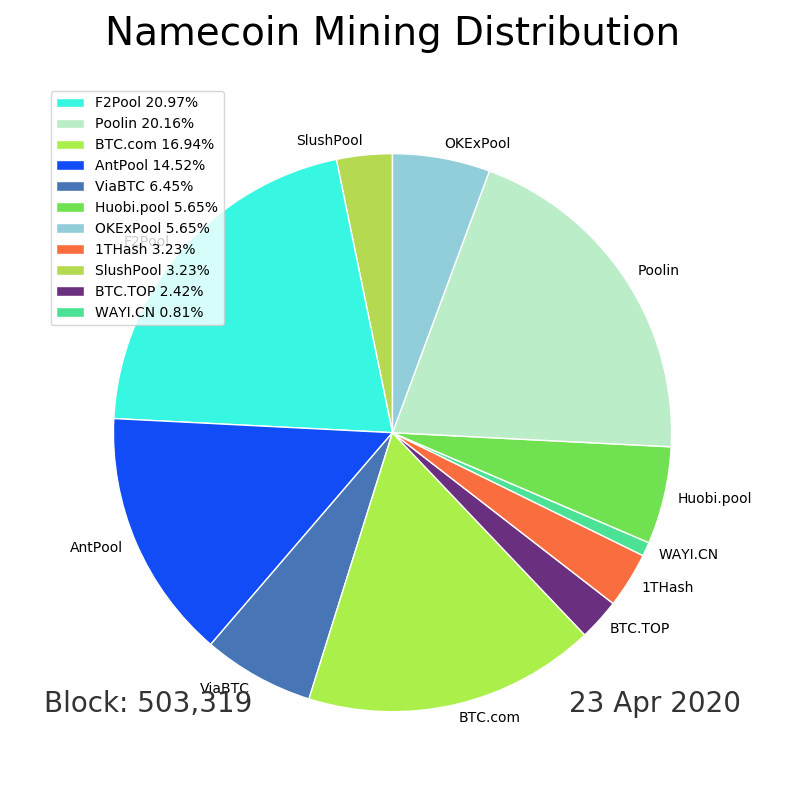 Namecoin Mining Distribution
F2Pool 20.97%
Poolin 20.16%
BTC.com 16.94%
AntPool 14.52%
ViaBTC 6.45%
Huobi.pool 5.65%
OKExPool 5.65%
1THash 3.23%
SlushPool 3.23%
BTC.TOP 2.42%
WAYI.CN 0.81%
SlushPool
OKExPool
F2Pool
Poolin
Huobi.pool
AntPool
WAYI.CN
1THash
BTC.TOP
ViaBTC
BTC.com
Block: 503,319
23 Apr 2020